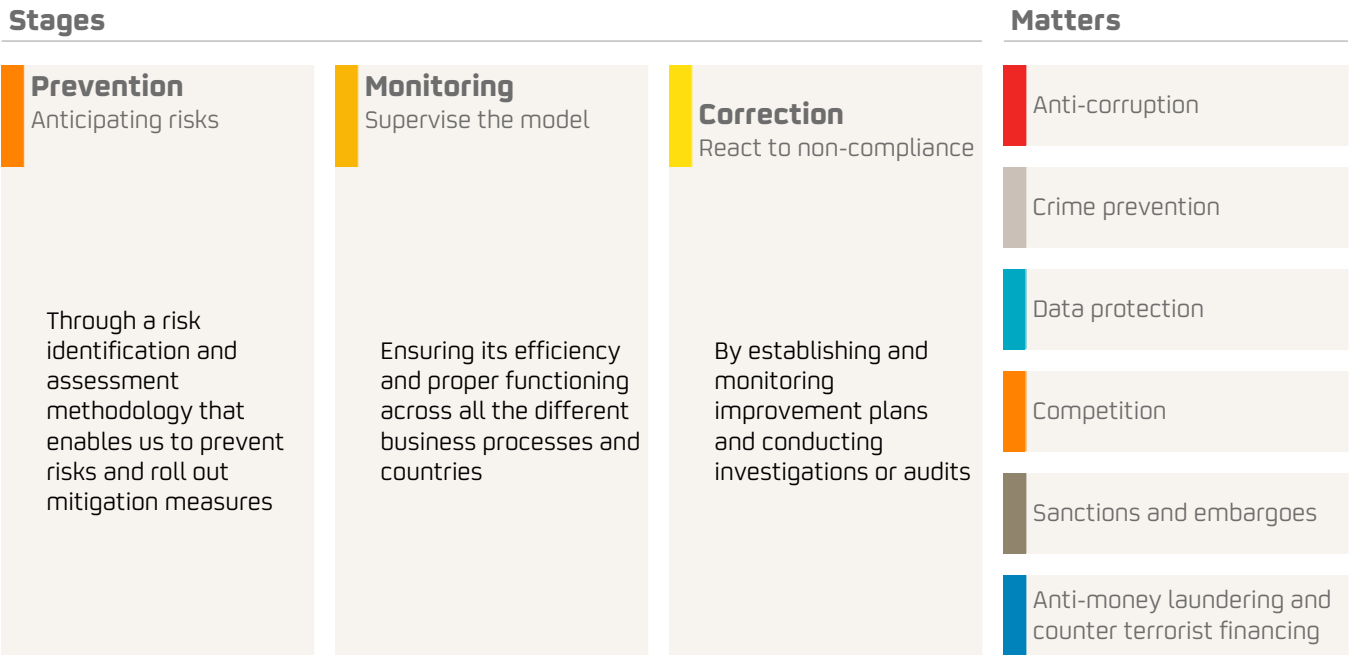 Stages
Prevention
Anticipating risks
Through a risk
identification and
assessment
methodology that
enables us to prevent
risks and roll out
mitigation measures
Monitoring
Supervise the model
Ensuring its efficiency
and proper functioning
across all the different
business processes and
countries
Correction
React to non-compliance
By establishing and
monitoring
improvement plans
and conducting
investigations or audits
Matters
Anti-corruption
Crime prevention
Data protection
Competition
Sanctions and embargoes
Anti-money laundering and
counter terrorist financing